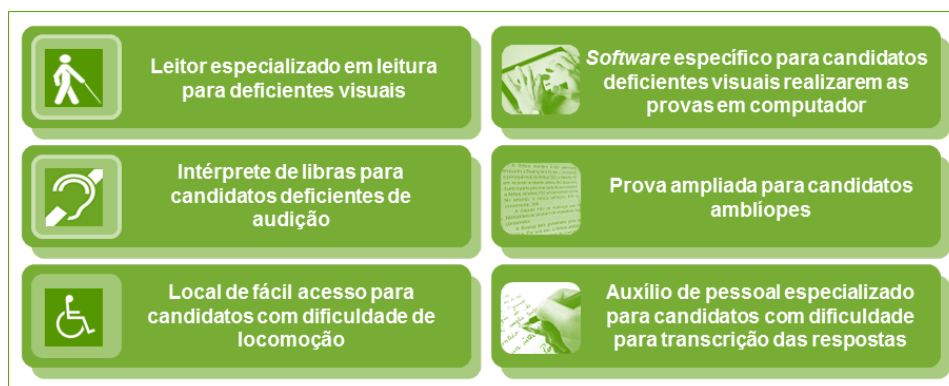 Leitor especializado em leitura
para deficientes visuais
Software específico para candidatos
deficientes visuais realizarem as
provas em computador
Intérprete de libras para
candidatos deficientes de
audição
Prova ampliada para candidatos
amblíopes
Local de fácil acesso para
candidatos com dificuldade de
locomoção
Auxílio de pessoal especializado
para candidatos com dificuldade
para transcrição das respostas